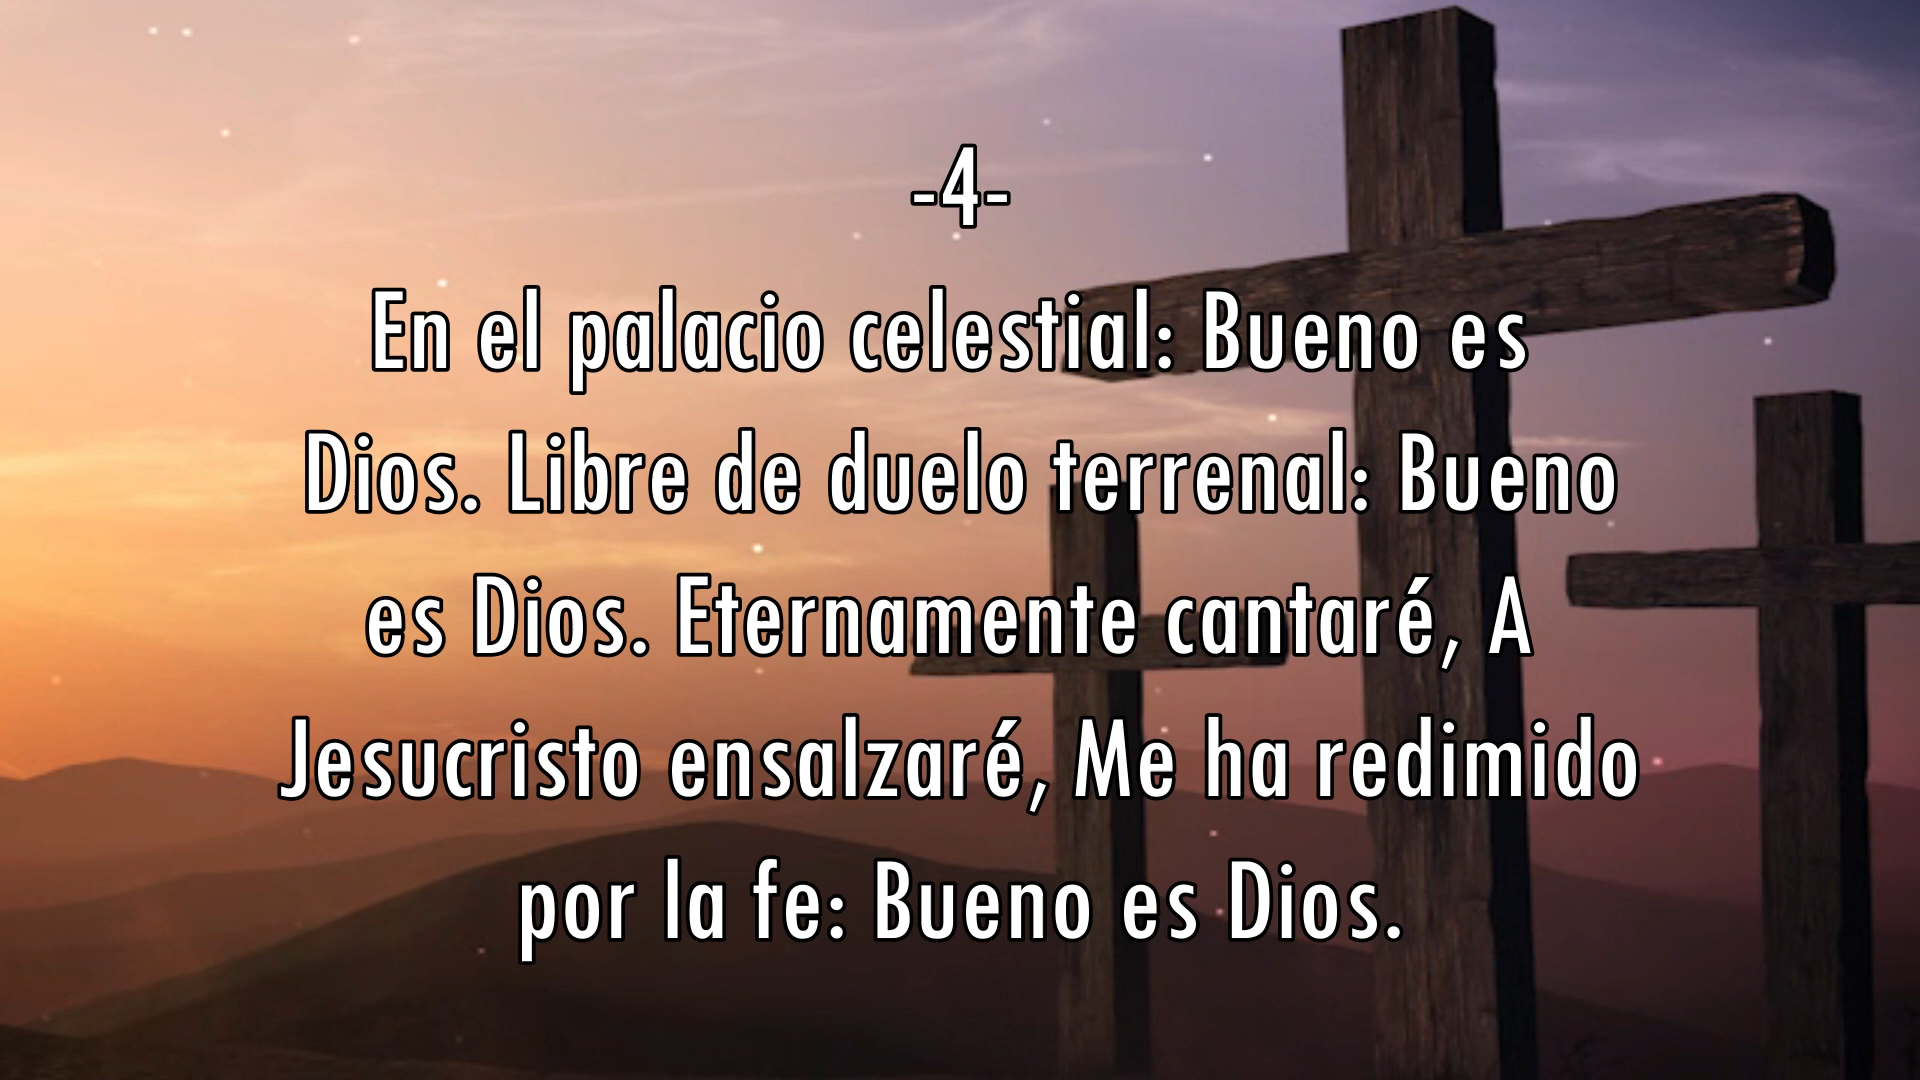 -4-
En el palacio celestial: Bueno es
Dios. Libre de duelo terrenal: Bueno
es Dios. Eternamente cantaré, A
Jesucristo ensalzaré, Me ha redimido
por la fe: Bueno es Dios.